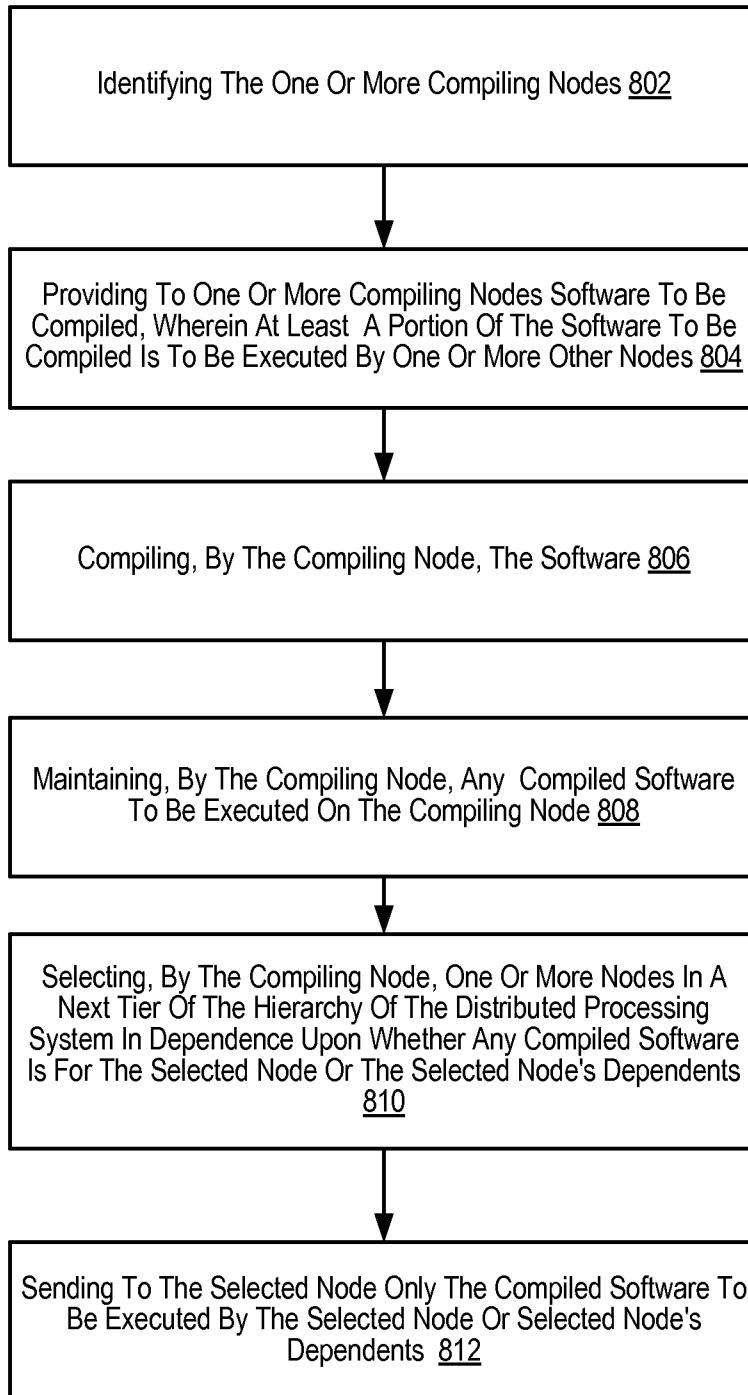 Identifying The One Or More Compiling Nodes 802
Providing To One Or More Compiling Nodes Software To Be
Compiled, Wherein At Least A Portion Of The Software To Be
Compiled Is To Be Executed By One Or More Other Nodes 804
Compiling, By The Compiling Node, The Software 806
Maintaining, By The Compiling Node, Any Compiled Software
To Be Executed On The Compiling Node 808
Selecting, By The Compiling Node, One Or More Nodes In A
Next Tier Of The Hierarchy Of The Distributed Processing
System In Dependence Upon Whether Any Compiled Software
Is For The Selected Node Or The Selected Node's Dependents
810
Sending To The Selected Node Only The Compiled Software To
Be Executed By The Selected Node Or Selected Node's
Dependents 812